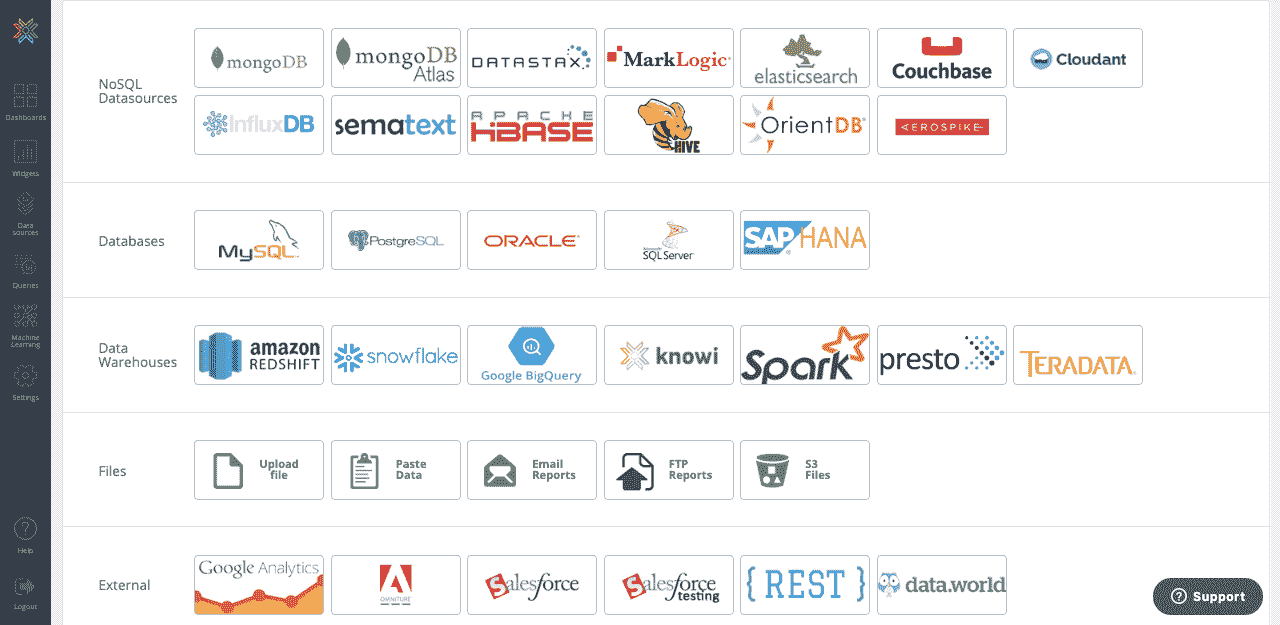 Dashboards
Widgets
Data
sources
Queries
Machine
Learning
Settings
Help
Logout
NoSQL
Datasources
mongoDB
mongoDB
Atlas
DATASTAX
MarkLogic
elasticsearch
Couchbase
Cloudant
influxDB
sematext
APACHE
HBASE
HIVE
OrientDB
AEROSPIKE
Databases
MySQL
PostgreSQL
ORACLE
Microsoft
SQL Server
SAP HANA
Data
Warehouses
amazon
REDSHIFT
snowflake
Google BigQuery
knowi
Spark
presto
TERADATA
Files
Upload
file
Paste
Data
Email
Reports
FTP
Reports
S3
Files
External
Google Analytics
OMNITURE
Salesforce
Salesforce
testing
{ REST }
data.world
Support